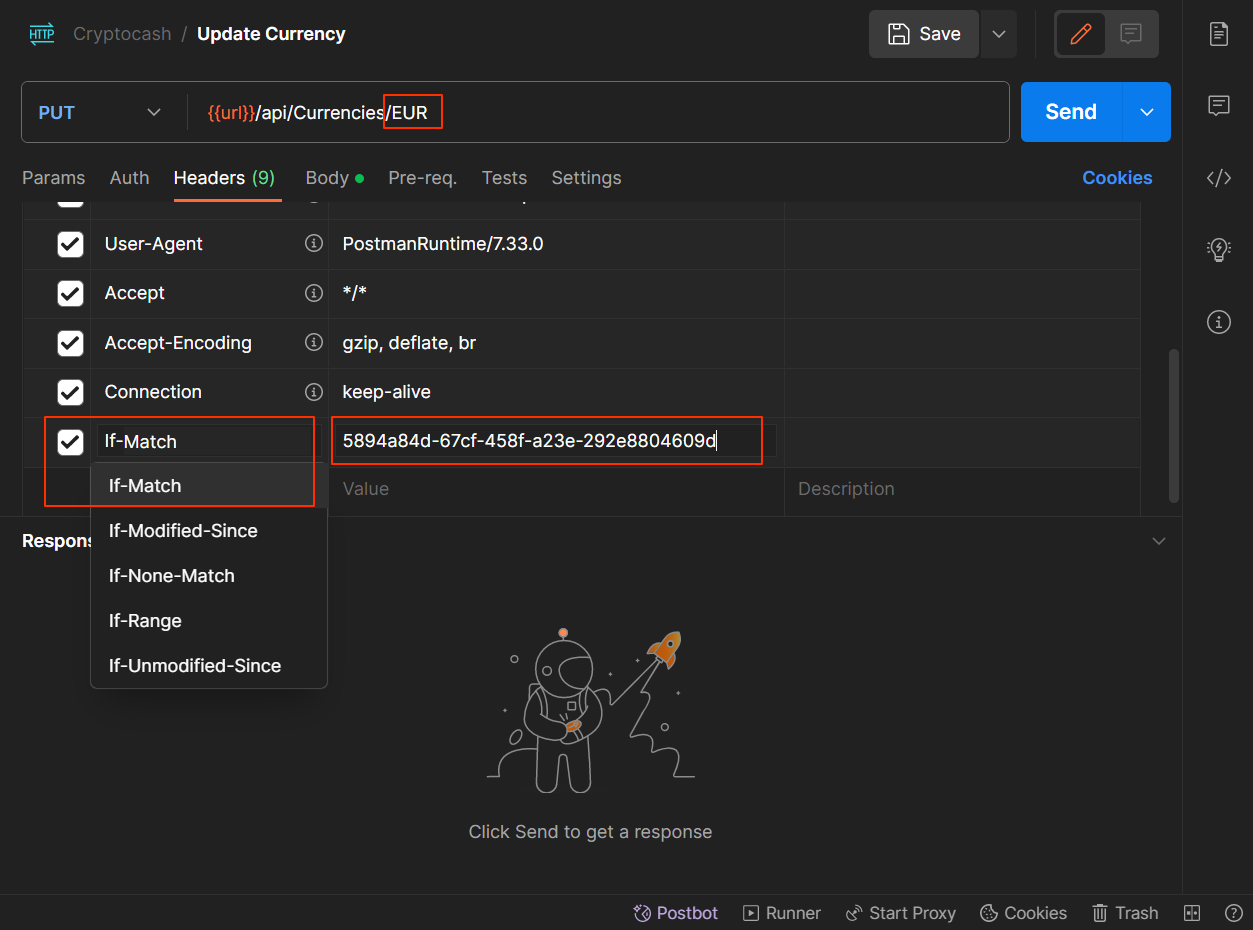 HTTP Cryptocash / Update Currency Save
PUT {{url}}/api/Currencies/EUR Send
Params Auth Headers (9) Body Pre-req. Tests Settings Cookies
User-Agent PostmanRuntime/7.33.0
Accept */*
Accept-Encoding gzip, deflate, br
Connection keep-alive
If-Match 5894a84d-67cf-458f-a23e-292e8804609d
If-Match Value Description
If-Modified-Since
Respons
If-None-Match
If-Range
If-Unmodified-Since
Click Send to get a response
Postbot Runner Start Proxy Cookies Trash